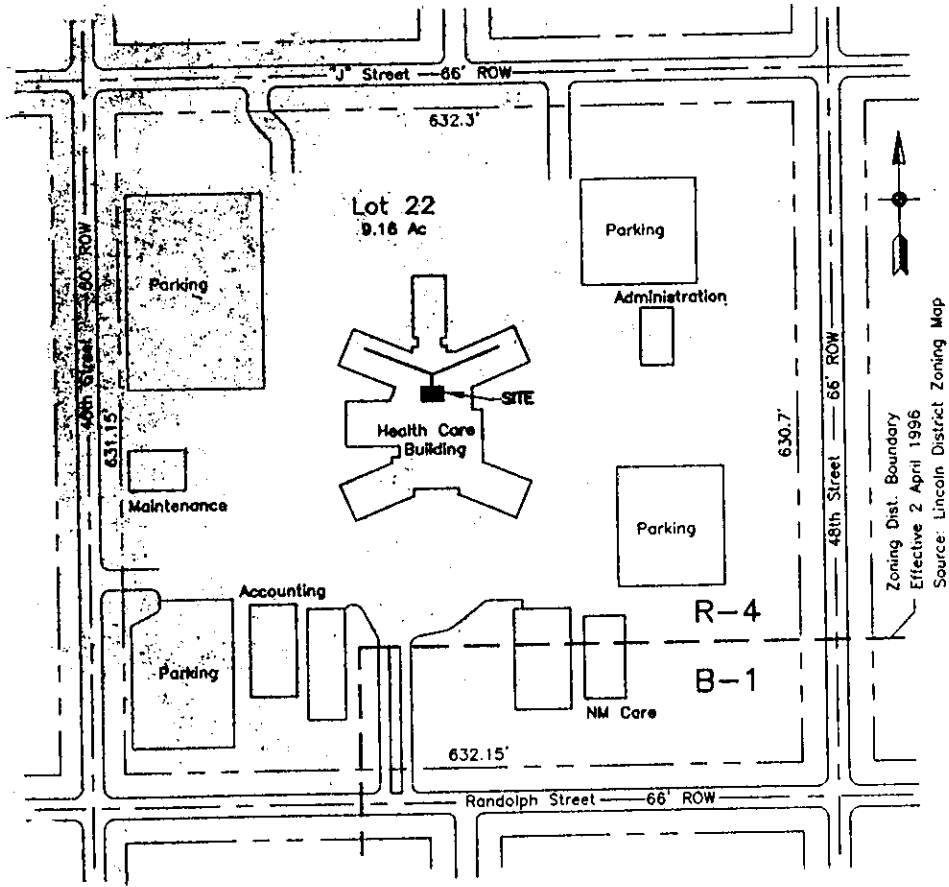 "J" Street — 66' ROW
632.3'
Lot 22
9.16 Ac
Parking
Parking
Administration
46th Street 60' ROW
631.15'
SITE
Health Care
Building
630.7'
48th Street 66' ROW
Maintenance
Parking
Zoning Dist. Boundary
Effective 2 April 1996
Source: Lincoln District Zoning Map
Accounting
R-4
Parking
B-1
NM Care
632.15'
Randolph Street — 66' ROW